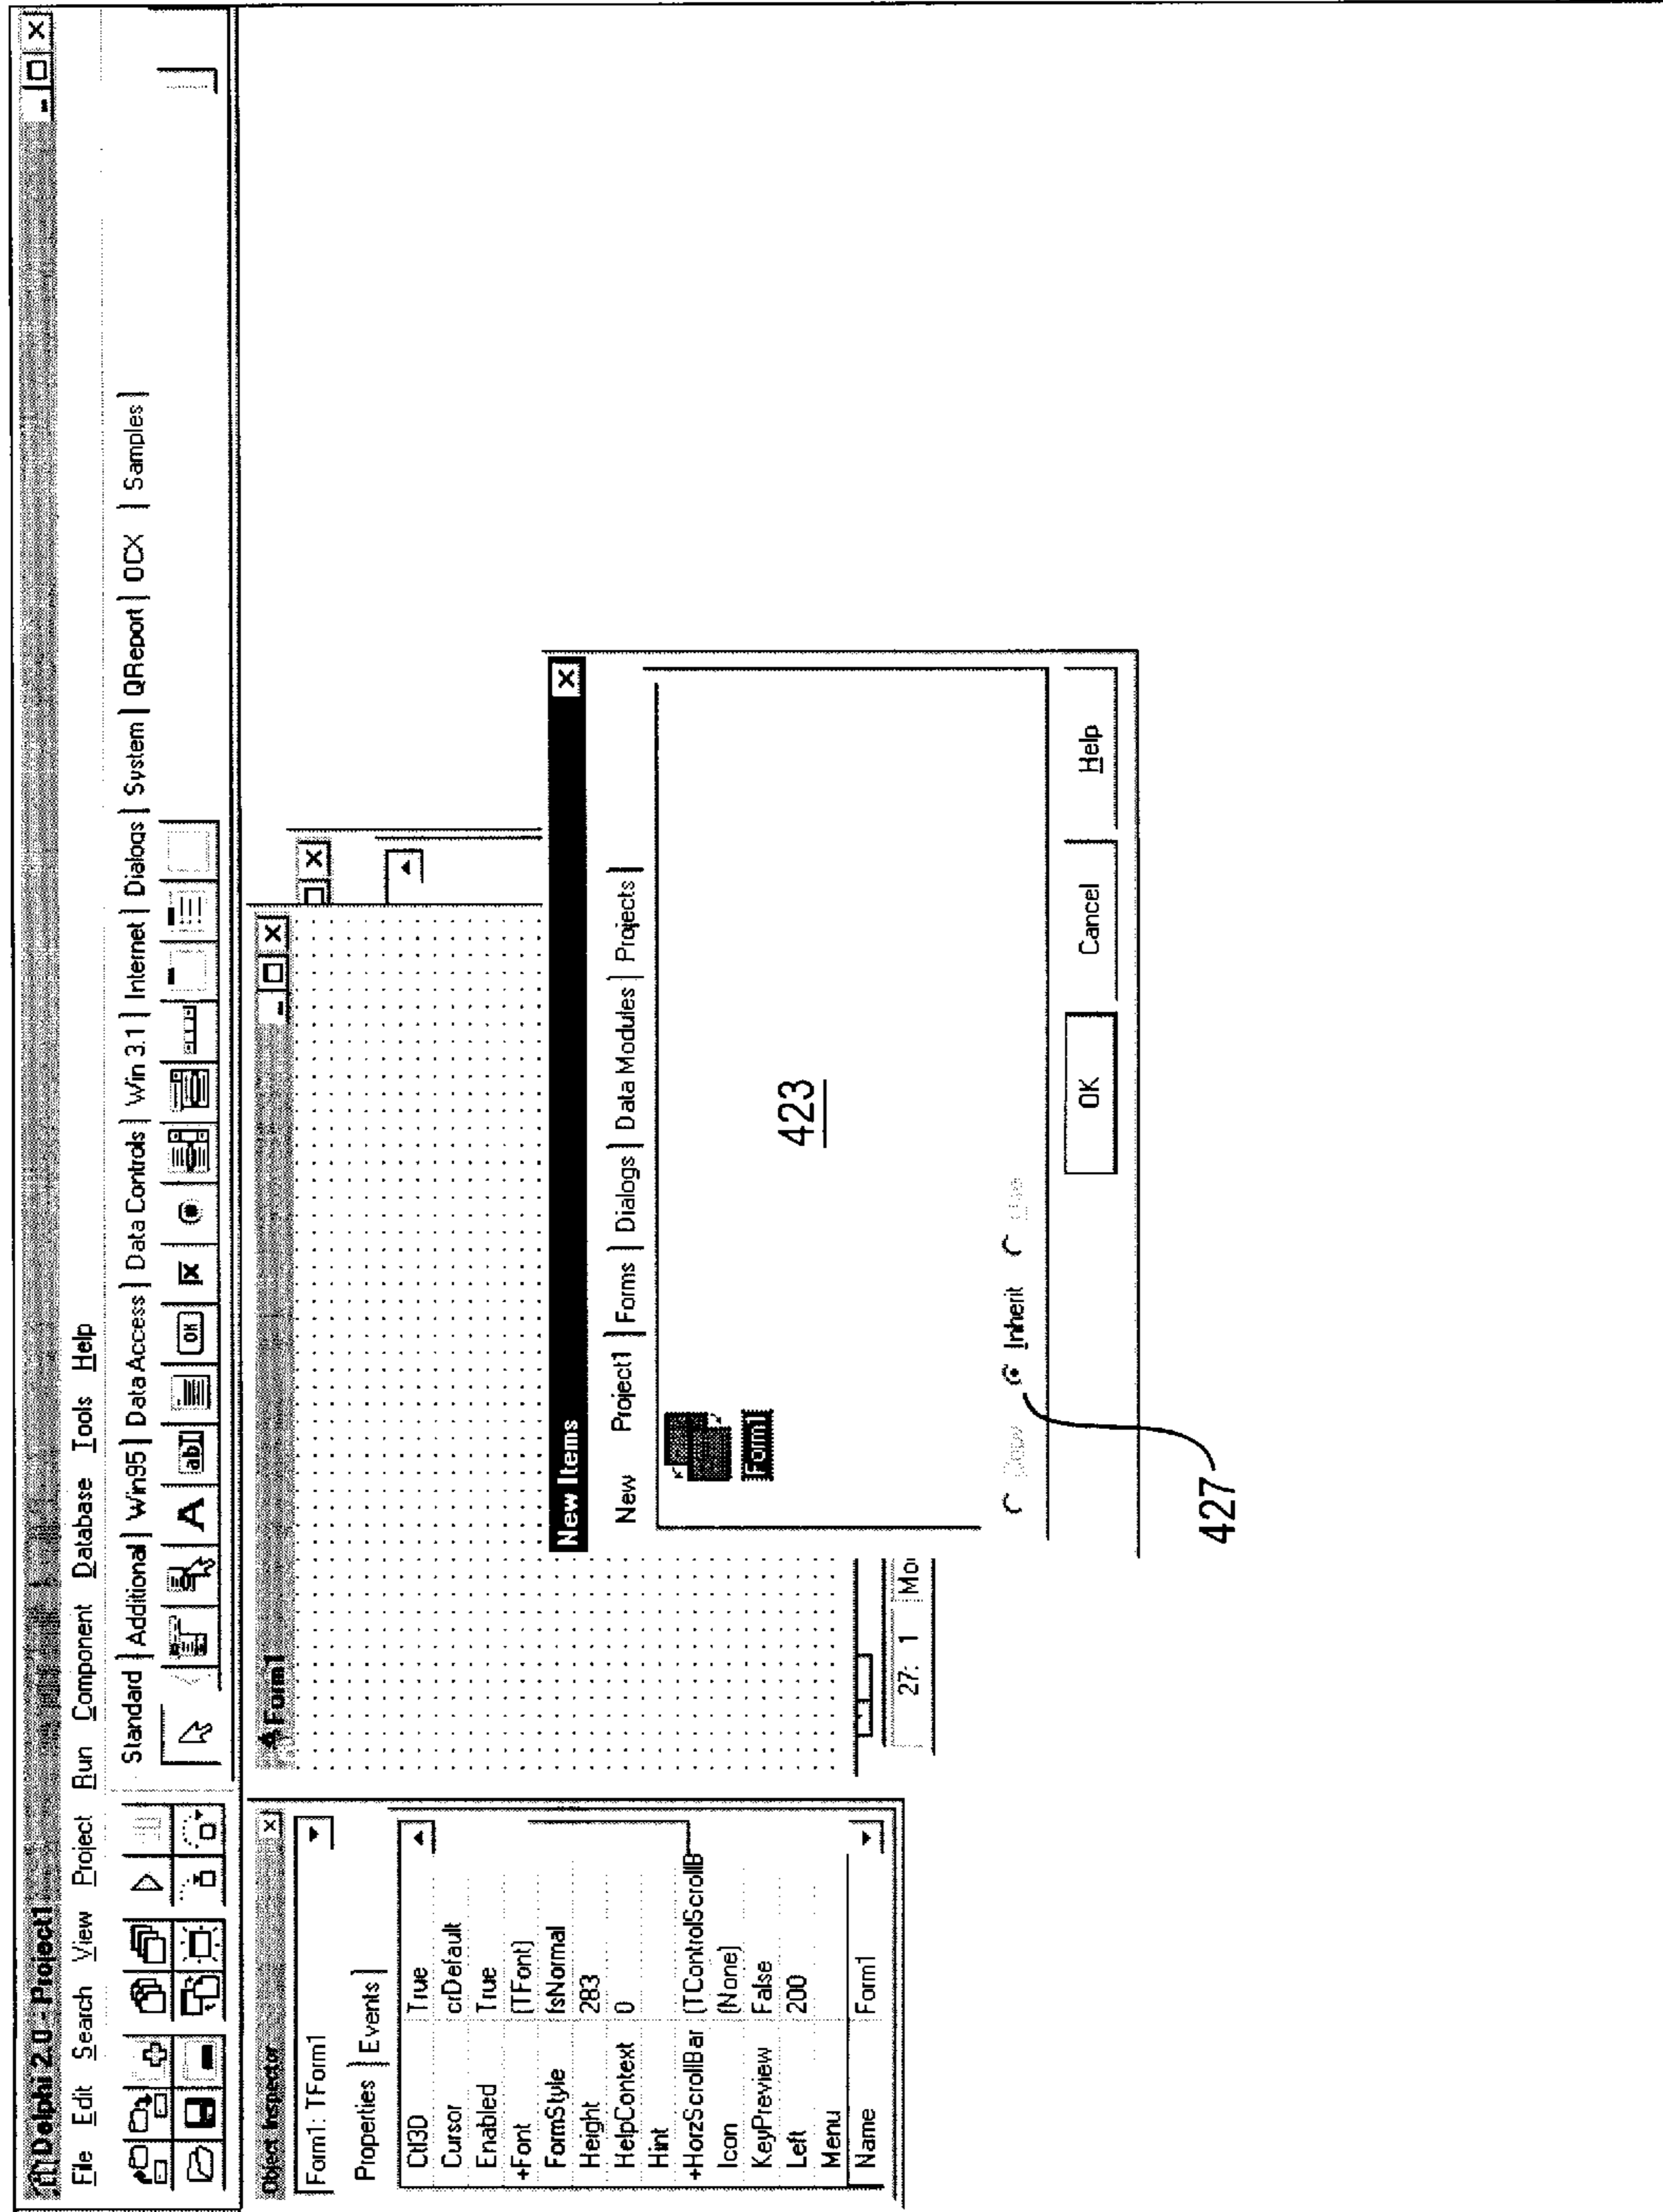 Delphi 2.0 - Project1
File Edit Search View Project Run Component Database Tools Help
Standard Additional Win95 Data Access Data Controls Win 3.1 Internet Dialogs System QReport OCX Samples
A abI OK
Object Inspector
Form1: TForm1
Properties Events
Ctl3D True
Cursor crDefault
Enabled True
+Font (TFont)
FormStyle fsNormal
Height 283
HelpContext 0
Hint
+HorzScrollBar (TControlScrollB
Icon (None)
KeyPreview False
Left 200
Menu
Name Form1
Form1
27: 1 Mo
New Items
New Project1 Forms Dialogs Data Modules Projects
Form1
423
Inherit
OK Cancel Help
427